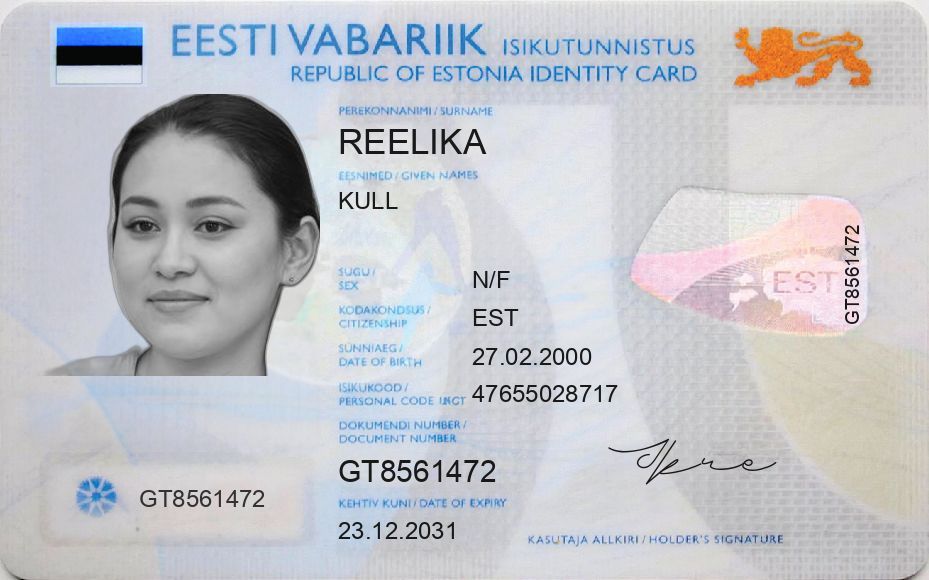 EESTI VABARIIK ISIKUTUNNISTUS
REPUBLIC OF ESTONIA IDENTITY CARD
PEREKONNANIMI / SURNAME
REELIKA
EESNIMED / GIVEN NAMES
KULL
SUGU /
SEX
N/F
KODAKONDSUS /
CITIZENSHIP
EST
SÜNNIAEG /
DATE OF BIRTH
27.02.2000
ISIKUKOOD /
PERSONAL CODE
47655028717
DOKUMENDI NUMBER /
DOCUMENT NUMBER
GT8561472
KEHTIV KUNI / DATE OF EXPIRY
23.12.2031
GT8561472
EST
GT8561472
KASUTAJA ALLKIRI / HOLDER'S SIGNATURE